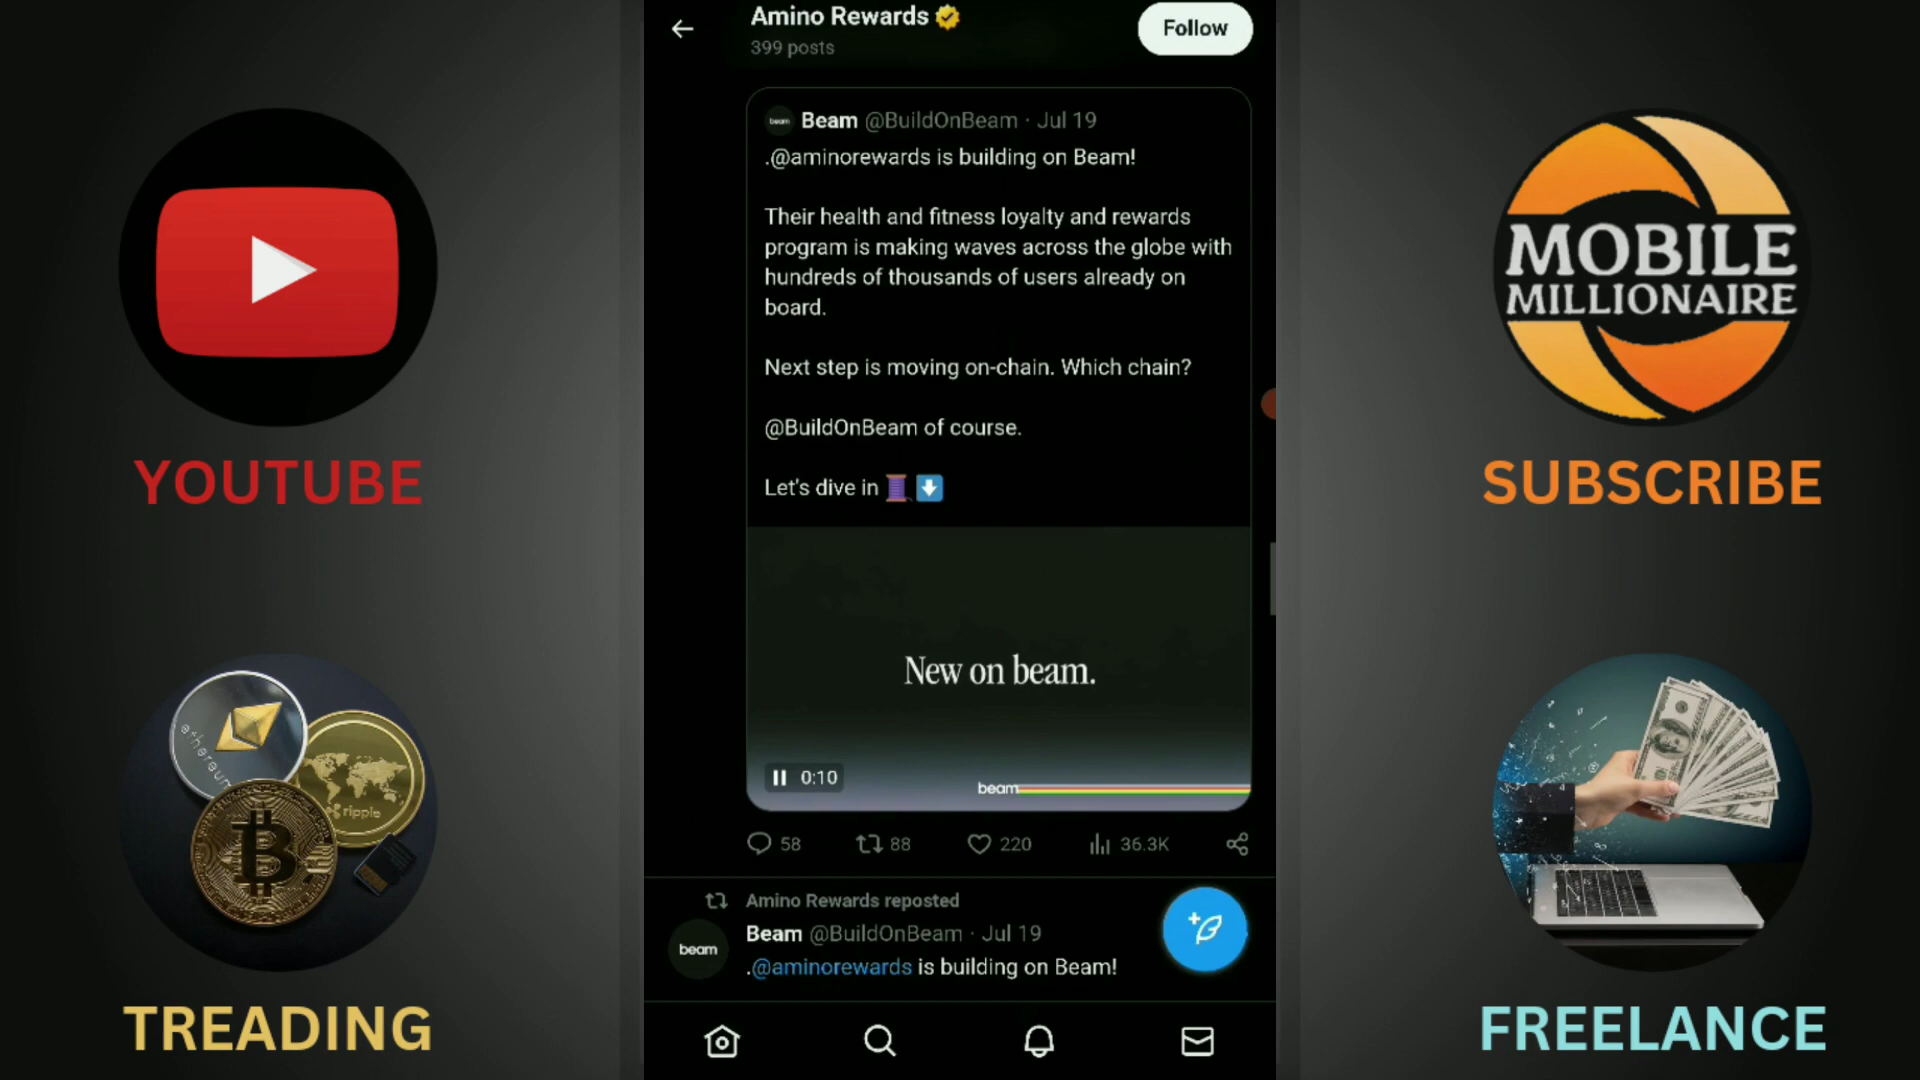 Amino Rewards
399 posts
Follow
beam
Beam @BuildOnBeam · Jul 19
.@aminorewards is building on Beam!
Their health and fitness loyalty and rewards
program is making waves across the globe with
hundreds of thousands of users already on
board.
Next step is moving on-chain. Which chain?
@BuildOnBeam of course.
Let's dive in
New on beam.
0:10
beam
58
88
220
36.3K
Amino Rewards reposted
beam
Beam @BuildOnBeam · Jul 19
.@aminorewards is building on Beam!
YOUTUBE
ethereum
ripple
TREADING
MOBILE
MILLIONAIRE
SUBSCRIBE
FREELANCE